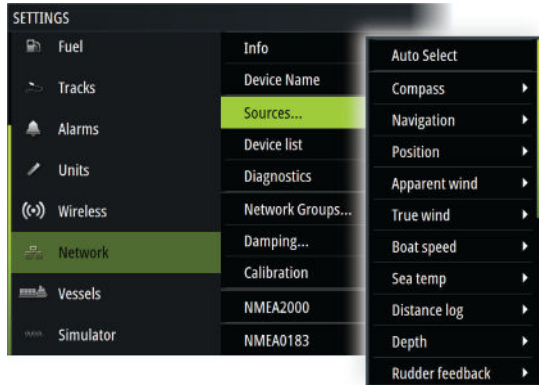 SETTINGS
Fuel
Tracks
Alarms
Units
Wireless
Network
Vessels
Simulator
Info
Device Name
Sources...
Device list
Diagnostics
Network Groups...
Damping...
Calibration
NMEA2000
NMEA0183
Auto Select
Compass
Navigation
Position
Apparent wind
True wind
Boat speed
Sea temp
Distance log
Depth
Rudder feedback